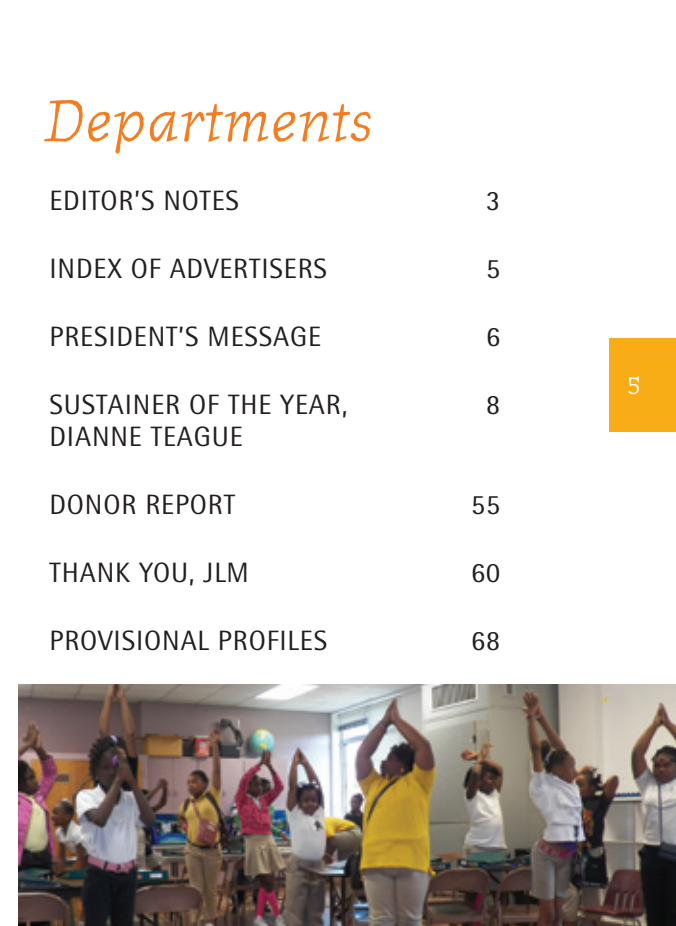 Departments
EDITOR'S NOTES 3
INDEX OF ADVERTISERS 5
PRESIDENT'S MESSAGE 6
SUSTAINER OF THE YEAR, 8
DIANNE TEAGUE
5
DONOR REPORT 55
THANK YOU, JLM 60
PROVISIONAL PROFILES 68